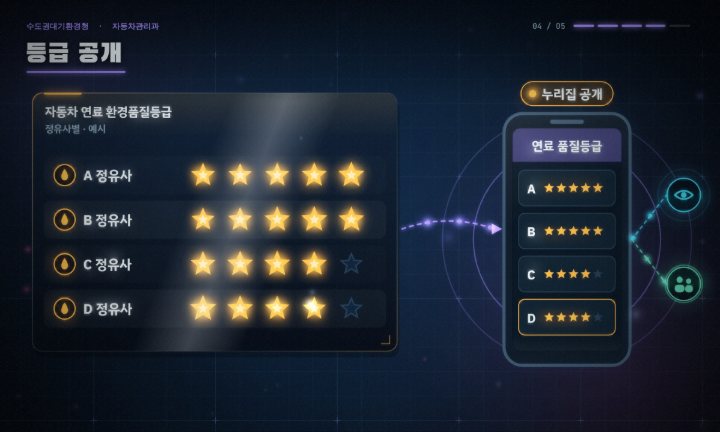 수도권대기환경청 · 자동차관리과
04 / 05
등급 공개
자동차 연료 환경품질등급
정유사별 · 예시
A 정유사
B 정유사
C 정유사
D 정유사
누리집 공개
연료 품질등급
A
B
C
D